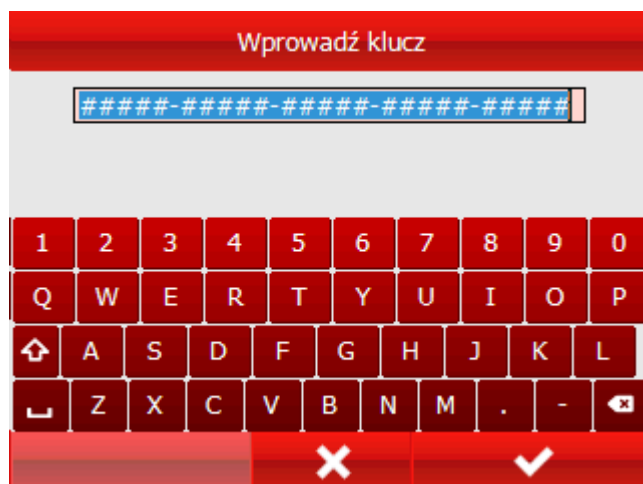 Wprowadź klucz
#####-#####-#####-#####-#####
1 2 3 4 5 6 7 8 9 0
Q W E R T Y U I O P
A S D F G H J K L
Z X C V B N M . -